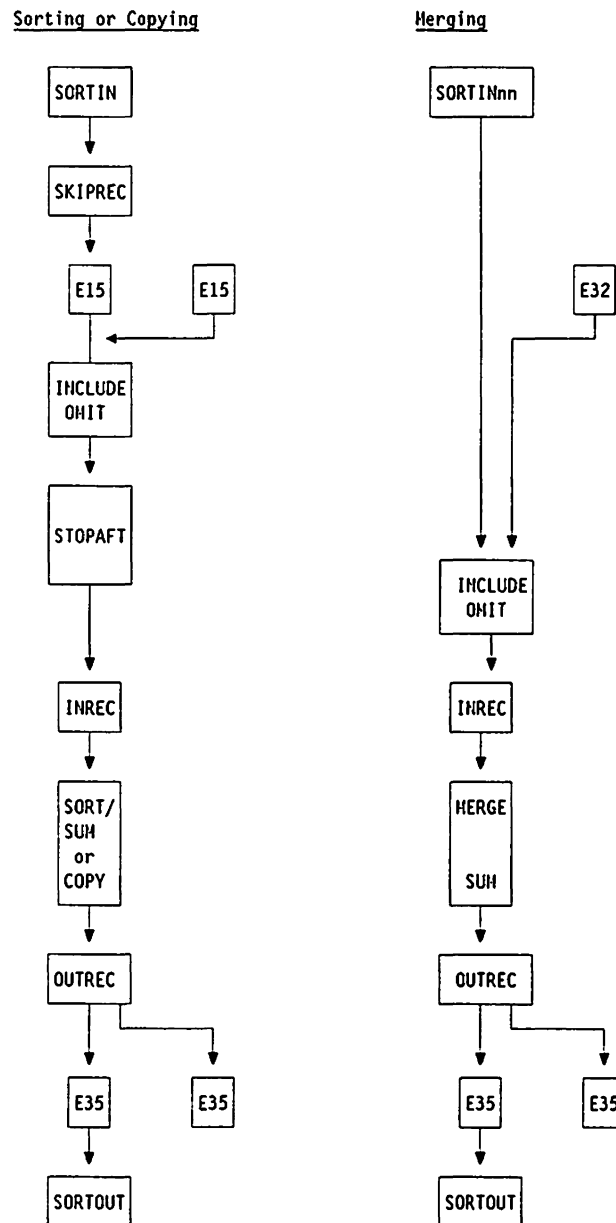 Sorting or Copying
SORTIN
SKIPREC
E15
E15
INCLUDE
OMIT
STOPAFT
INREC
SORT/
SUM
or
COPY
OUTREC
E35
E35
SORTOUT
Merging
SORTINnn
E32
INCLUDE
OMIT
INREC
MERGE
SUM
OUTREC
E35
E35
SORTOUT